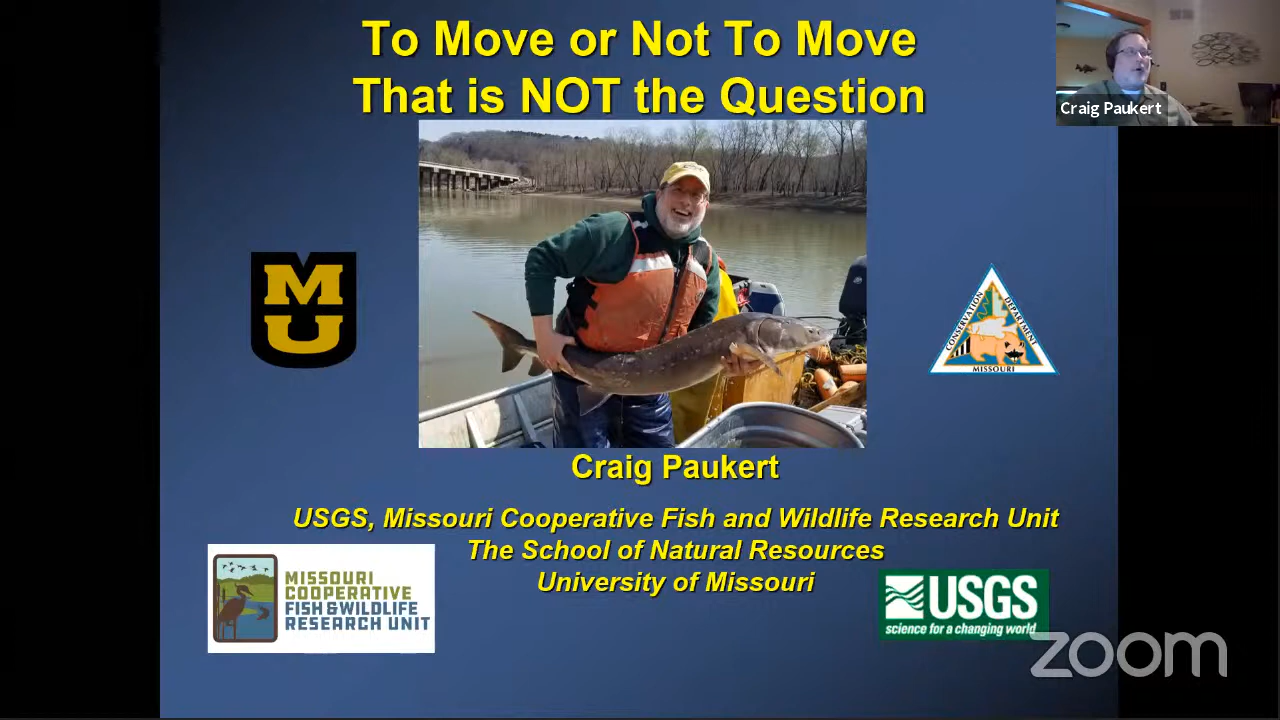 To Move or Not To Move
That is NOT the Question
Craig Paukert
MU
CONSERVATION
DEPARTMENT
MISSOURI
Craig Paukert
USGS, Missouri Cooperative Fish and Wildlife Research Unit
The School of Natural Resources
University of Missouri
MISSOURI
COOPERATIVE
FISH & WILDLIFE
RESEARCH UNIT
USGS
science for a changing world
zoom